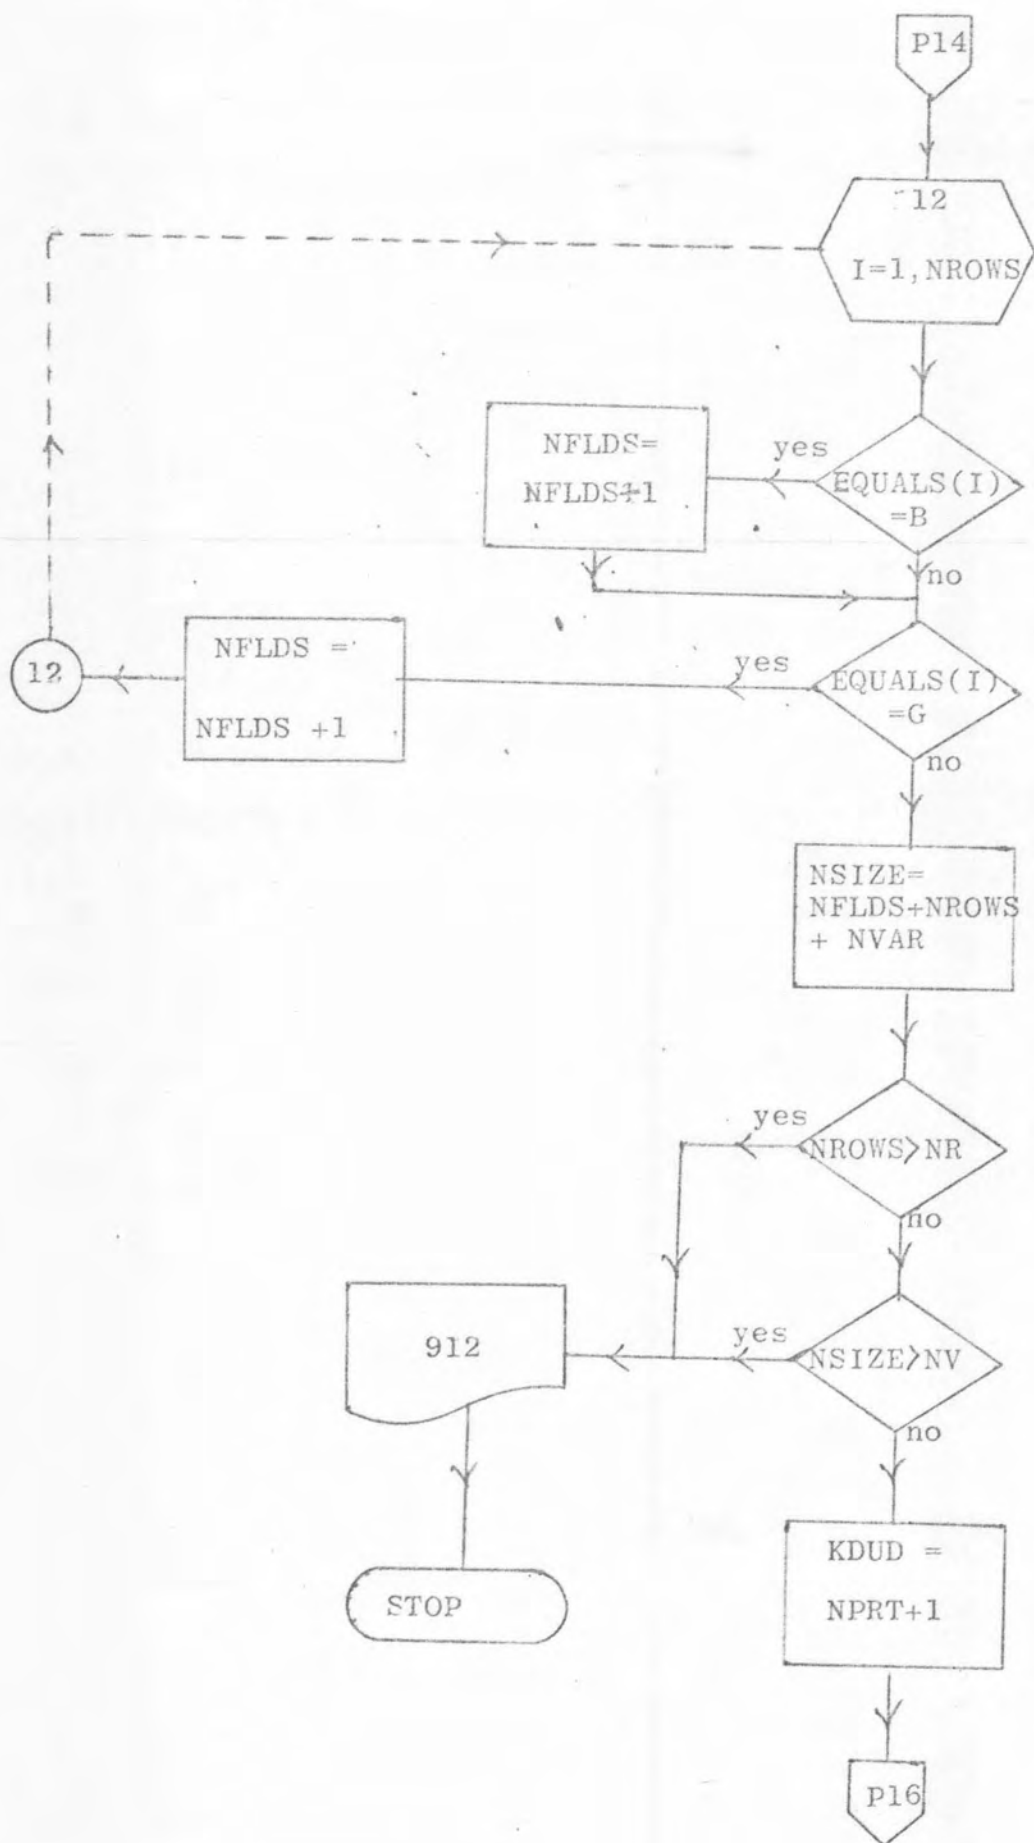 P14
12
I=1,NROWS
NFLDS=
NFLDS+1
yes
EQUALS(I)
=B
no
12
NFLDS =
NFLDS +1
yes
EQUALS(I)
=G
no
NSIZE=
NFLDS+NROWS
+ NVAR
yes
NROWS>NR
no
912
yes
NSIZE>NV
no
STOP
KDUD =
NPRT+1
P16